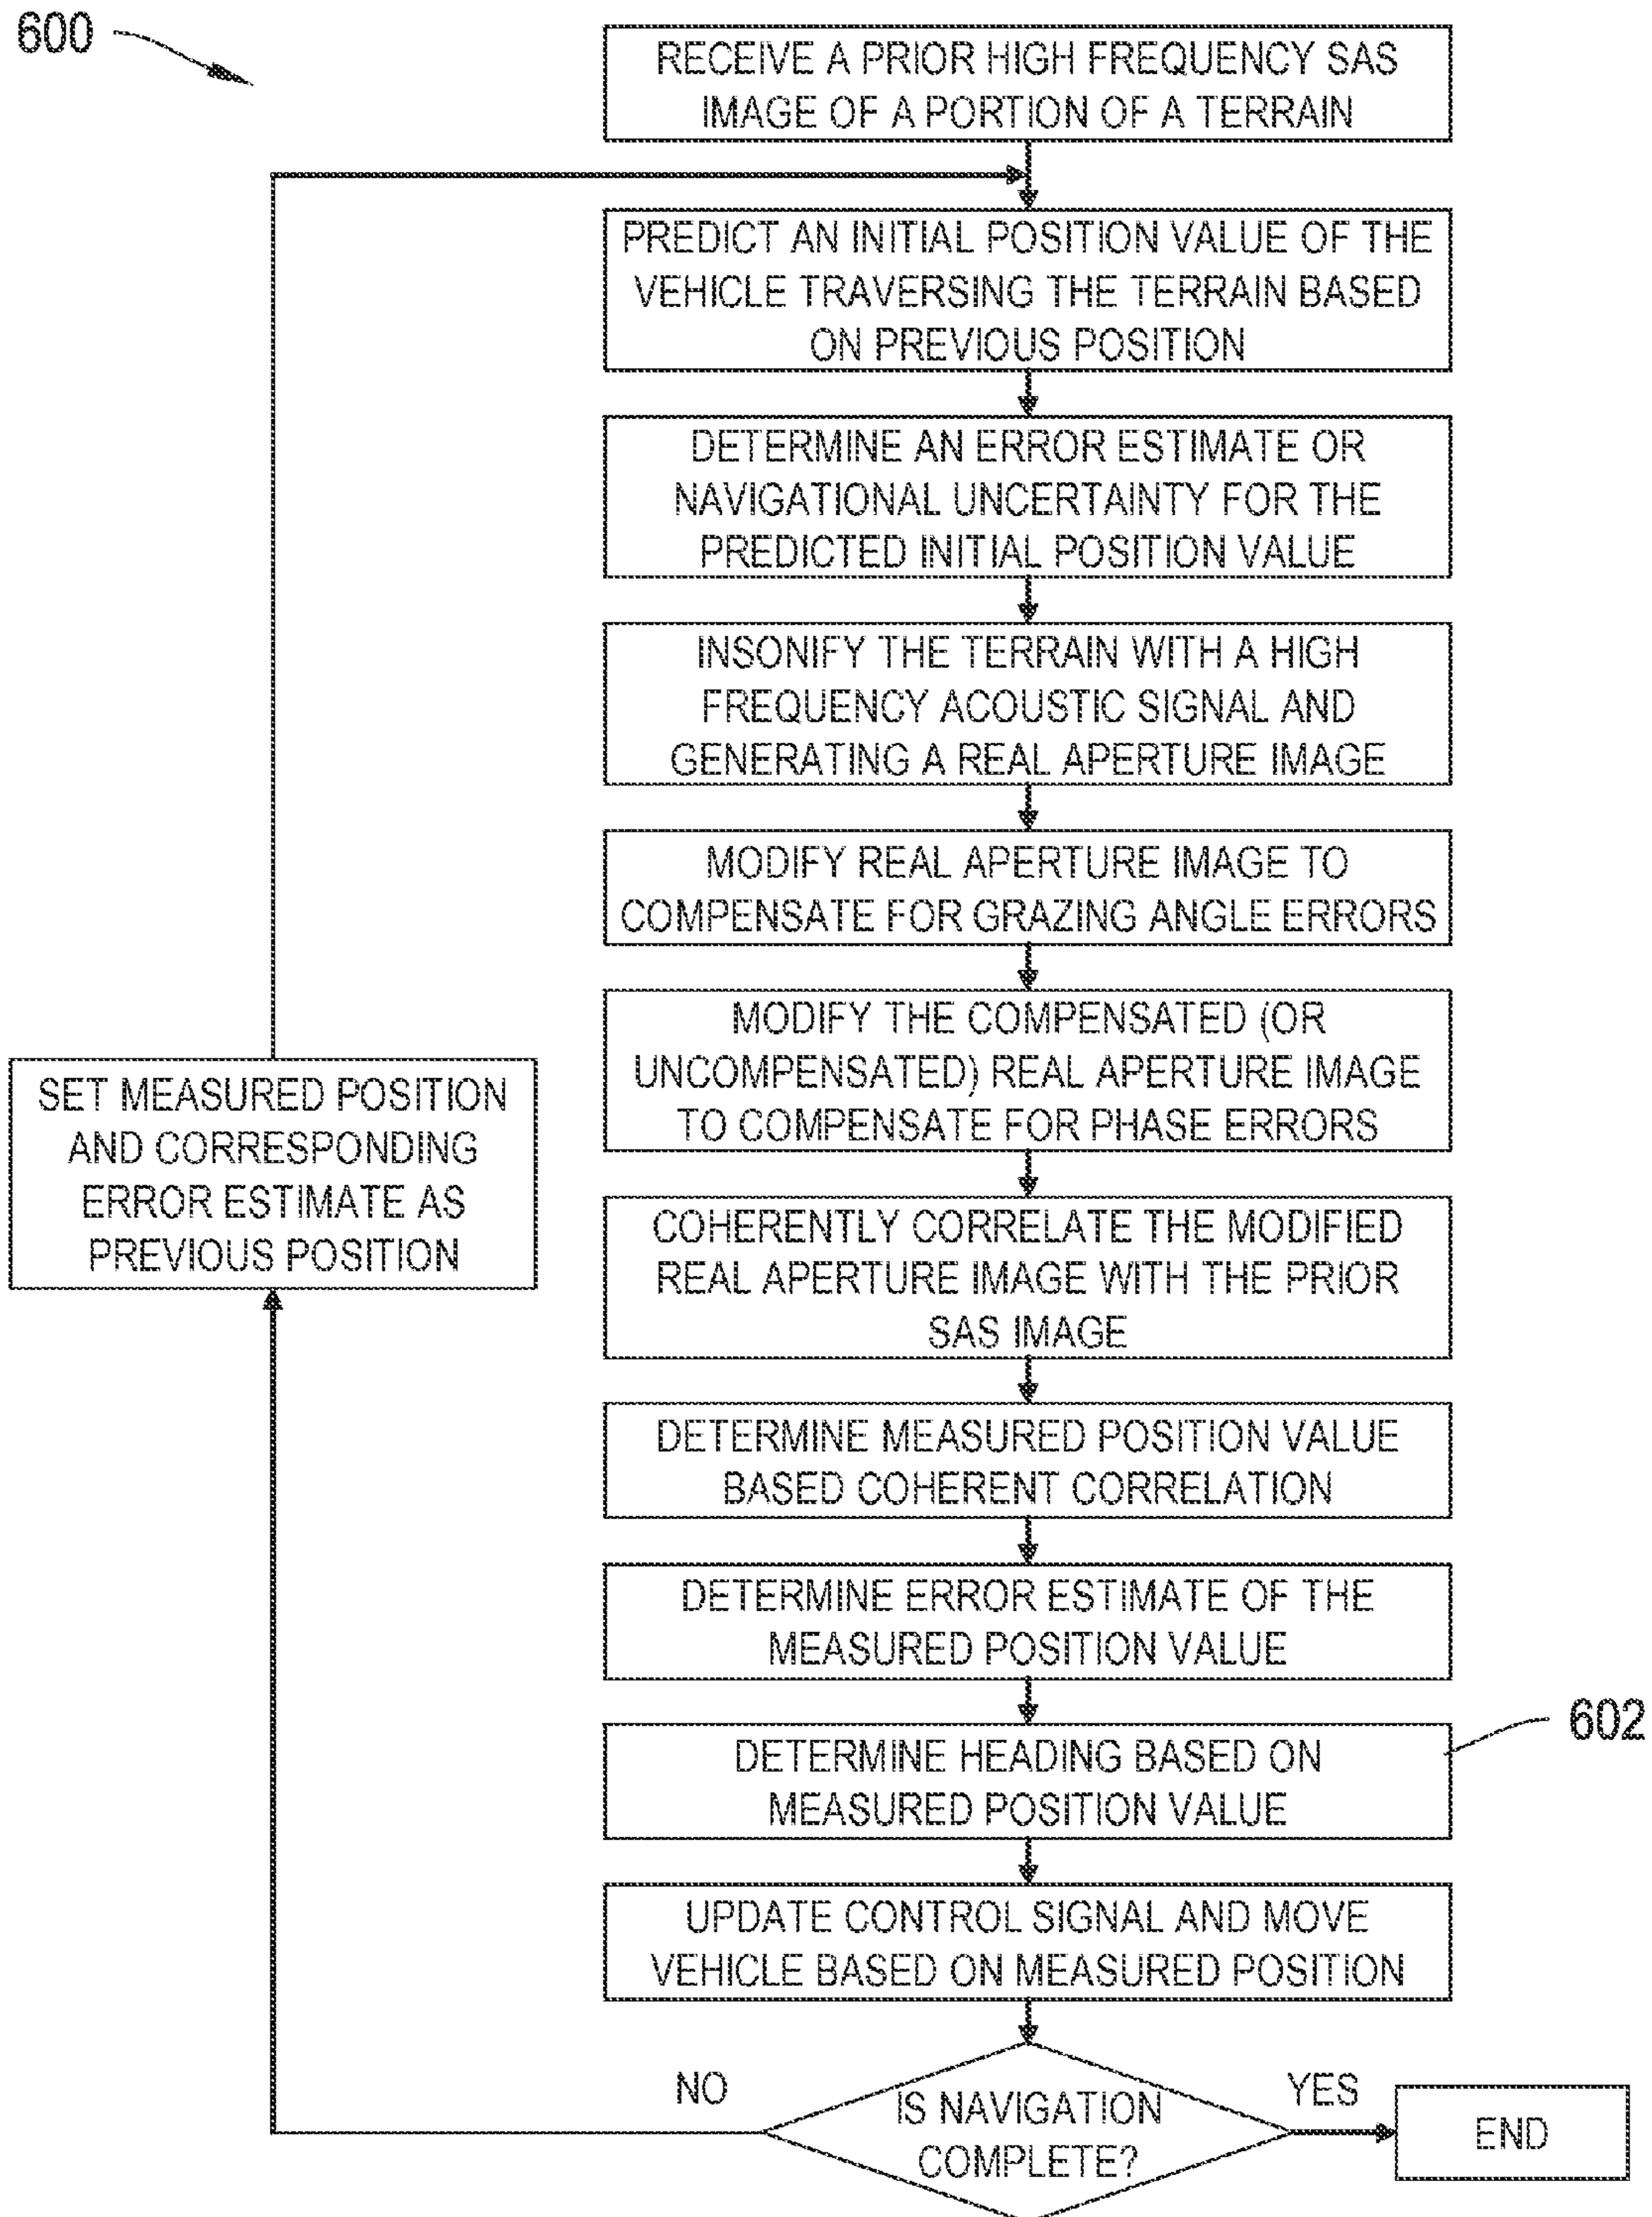 600
RECEIVE A PRIOR HIGH FREQUENCY SAS
IMAGE OF A PORTION OF A TERRAIN
PREDICT AN INITIAL POSITION VALUE OF THE
VEHICLE TRAVERSING THE TERRAIN BASED
ON PREVIOUS POSITION
DETERMINE AN ERROR ESTIMATE OR
NAVIGATIONAL UNCERTAINTY FOR THE
PREDICTED INITIAL POSITION VALUE
INSONIFY THE TERRAIN WITH A HIGH
FREQUENCY ACOUSTIC SIGNAL AND
GENERATING A REAL APERTURE IMAGE
MODIFY REAL APERTURE IMAGE TO
COMPENSATE FOR GRAZING ANGLE ERRORS
MODIFY THE COMPENSATED (OR
UNCOMPENSATED) REAL APERTURE IMAGE
TO COMPENSATE FOR PHASE ERRORS
SET MEASURED POSITION
AND CORRESPONDING
ERROR ESTIMATE AS
PREVIOUS POSITION
COHERENTLY CORRELATE THE MODIFIED
REAL APERTURE IMAGE WITH THE PRIOR
SAS IMAGE
DETERMINE MEASURED POSITION VALUE
BASED COHERENT CORRELATION
DETERMINE ERROR ESTIMATE OF THE
MEASURED POSITION VALUE
602
DETERMINE HEADING BASED ON
MEASURED POSITION VALUE
UPDATE CONTROL SIGNAL AND MOVE
VEHICLE BASED ON MEASURED POSITION
NO
YES
IS NAVIGATION
COMPLETE?
END